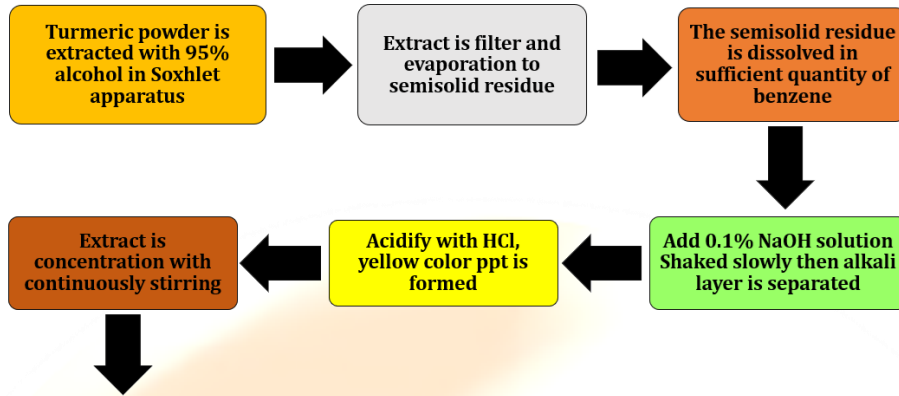 Turmeric powder is
extracted with 95%
alcohol in Soxhlet
apparatus
Extract is filter and
evaporation to
semisolid residue
The semisolid residue
is dissolved in
sufficient quantity of
benzene
Add 0.1% NaOH solution
Shaked slowly then alkali
layer is separated
Acidify with HCl,
yellow color ppt is
formed
Extract is
concentration with
continuously stirring